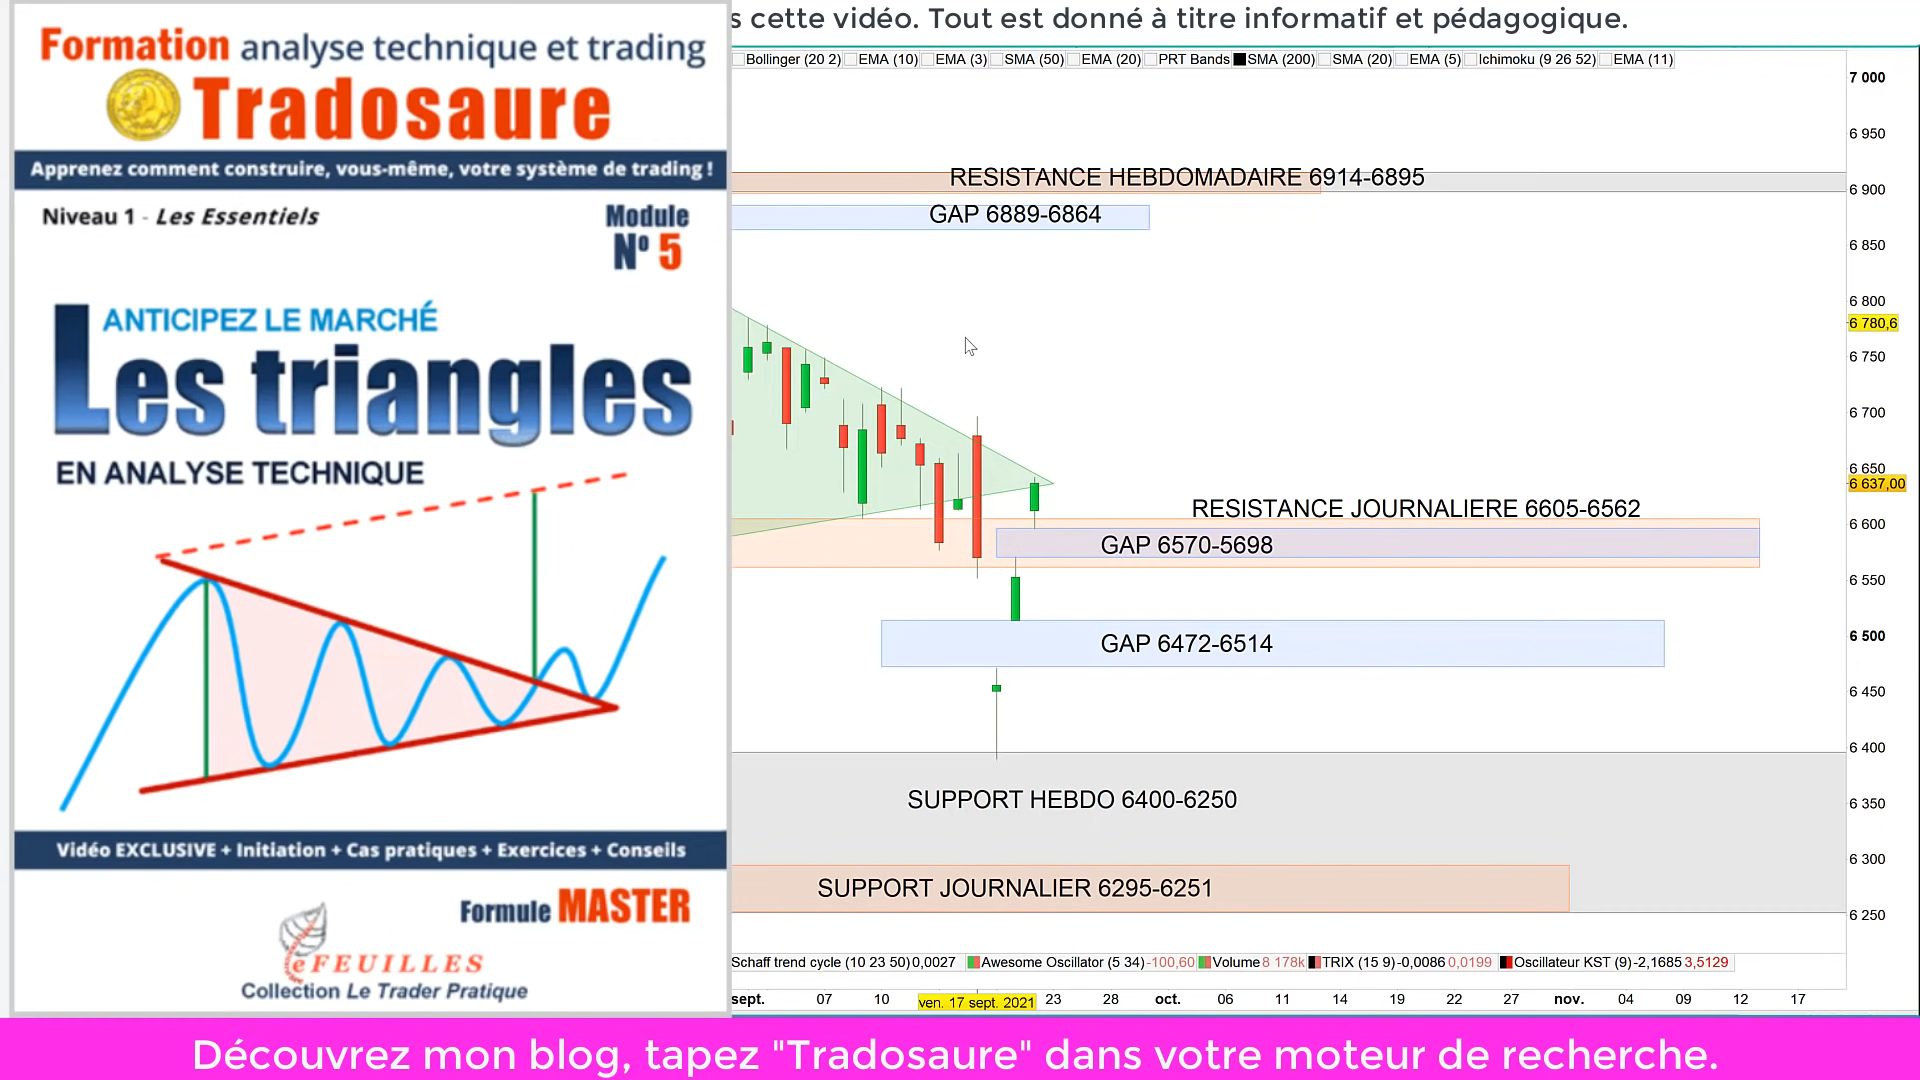 s cette vidéo. Tout est donné à titre informatif et pédagogique.
Formation analyse technique et trading
Tradosaure
Apprenez comment construire, vous-même, votre système de trading !
Niveau 1 - Les Essentiels
Module
N° 5
ANTICIPEZ LE MARCHÉ
Les triangles
EN ANALYSE TECHNIQUE
Vidéo EXCLUSIVE + Initiation + Cas pratiques + Exercices + Conseils
Formule MASTER
eFEUILLES
Collection Le Trader Pratique
Bollinger (20 2) EMA (10) EMA (3) SMA (50) EMA (20) PRT Bands SMA (200) SMA (20) EMA (5) Ichimoku (9 26 52) EMA (11)
7 000
6 950
RESISTANCE HEBDOMADAIRE 6914-6895
6 900
GAP 6889-6864
6 850
6 800
6 780,6
6 750
6 700
6 650
6 637,00
RESISTANCE JOURNALIERE 6605-6562
6 600
GAP 6570-5698
6 550
GAP 6472-6514
6 500
6 450
6 400
SUPPORT HEBDO 6400-6250
6 350
6 300
SUPPORT JOURNALIER 6295-6251
6 250
Schaff trend cycle (10 23 50) 0,0027 Awesome Oscillator (5 34) -100,60 Volume 8 178k TRIX (15 9) -0,0086 0,0199 Oscillateur KST (9) -2,1685 3,5129
sept. 07 10 ven. 17 sept. 2021 23 28 oct. 06 11 14 19 22 27 nov. 04 09 12 17
Découvrez mon blog, tapez "Tradosaure" dans votre moteur de recherche.